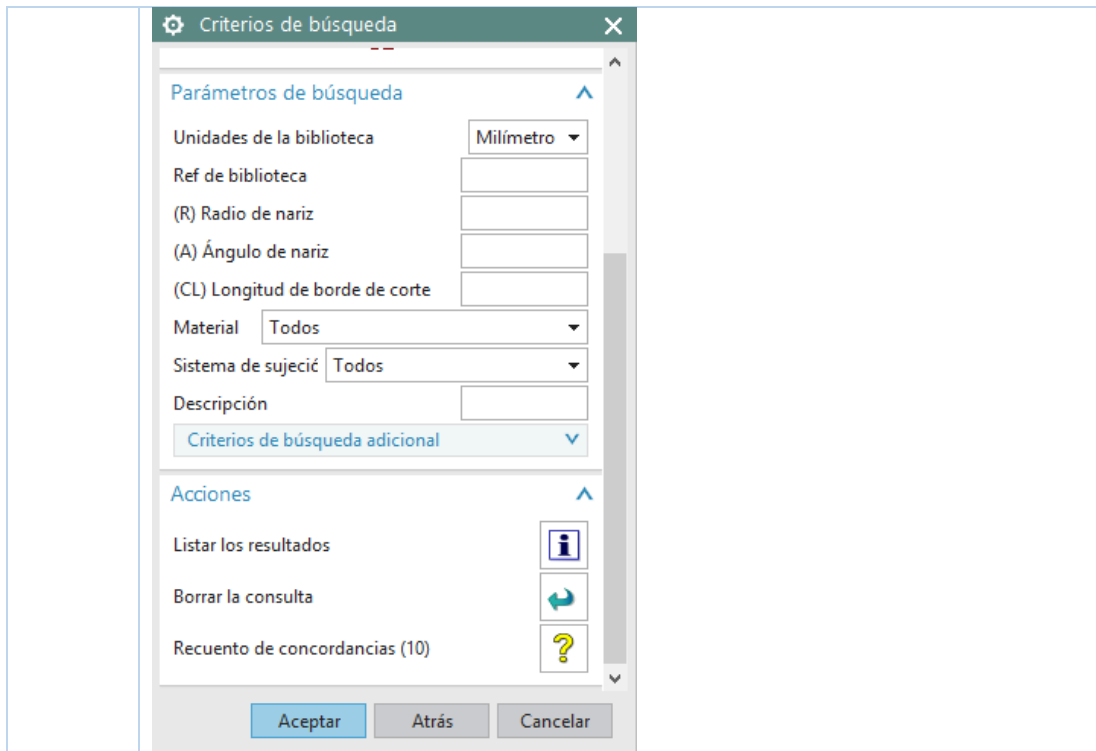 Criterios de búsqueda
Parámetros de búsqueda
Unidades de la biblioteca Milímetro
Ref de biblioteca
(R) Radio de nariz
(A) Ángulo de nariz
(CL) Longitud de borde de corte
Material Todos
Sistema de sujeció Todos
Descripción
Criterios de búsqueda adicional
Acciones
Listar los resultados
Borrar la consulta
Recuento de concordancias (10)
Aceptar Atrás Cancelar